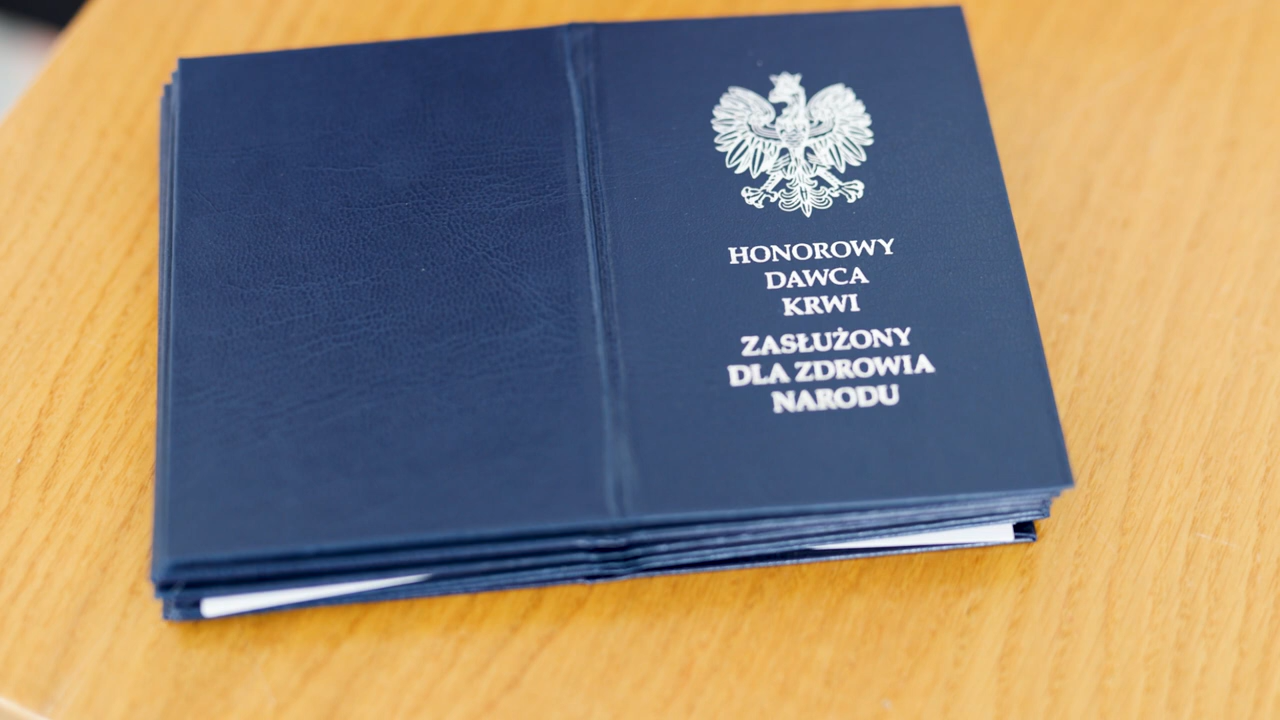 HONOROWY
DAWCA
KRWI
ZASŁUŻONY
DLA ZDROWIA
NARODU